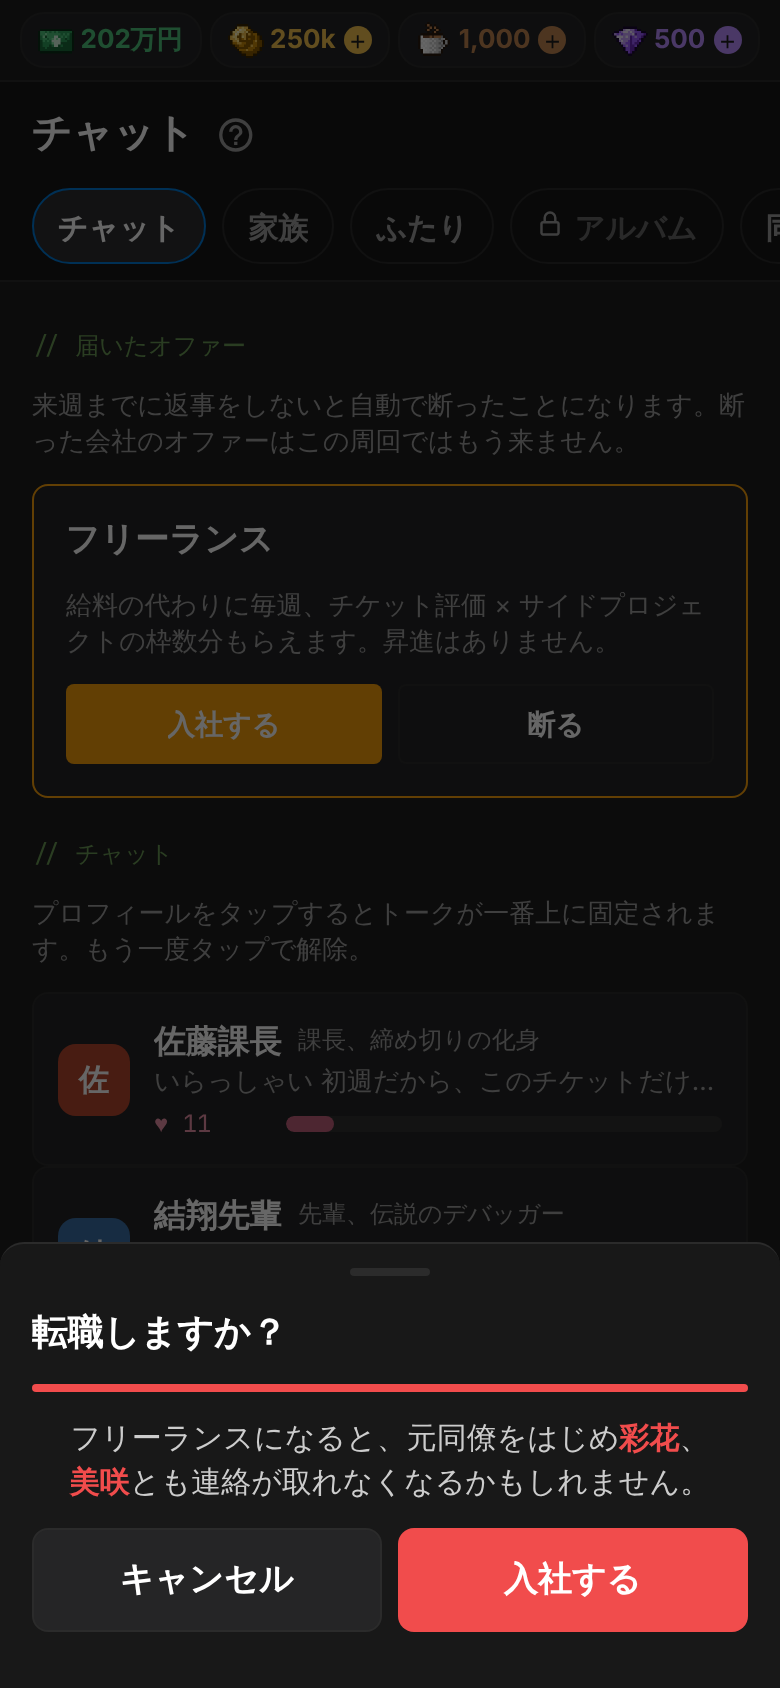 202万円 250k + 1,000 + 500 +
チャット ?
チャット 家族 ふたり アルバム
// 届いたオファー
来週までに返事をしないと自動で断ったことになります。断
った会社のオファーはこの周回ではもう来ません。
フリーランス
給料の代わりに毎週、チケット評価 × サイドプロジェ
クトの枠数分もらえます。昇進はありません。
入社する 断る
// チャット
プロフィールをタップするとトークが一番上に固定されま
す。もう一度タップで解除。
佐藤課長 課長、締め切りの化身
佐
いらっしゃい 初週だから、このチケットだけ...
♥ 11
結翔先輩 先輩、伝説のデバッガー
転職しますか？
フリーランスになると、元同僚をはじめ彩花、
美咲とも連絡が取れなくなるかもしれません。
キャンセル 入社する